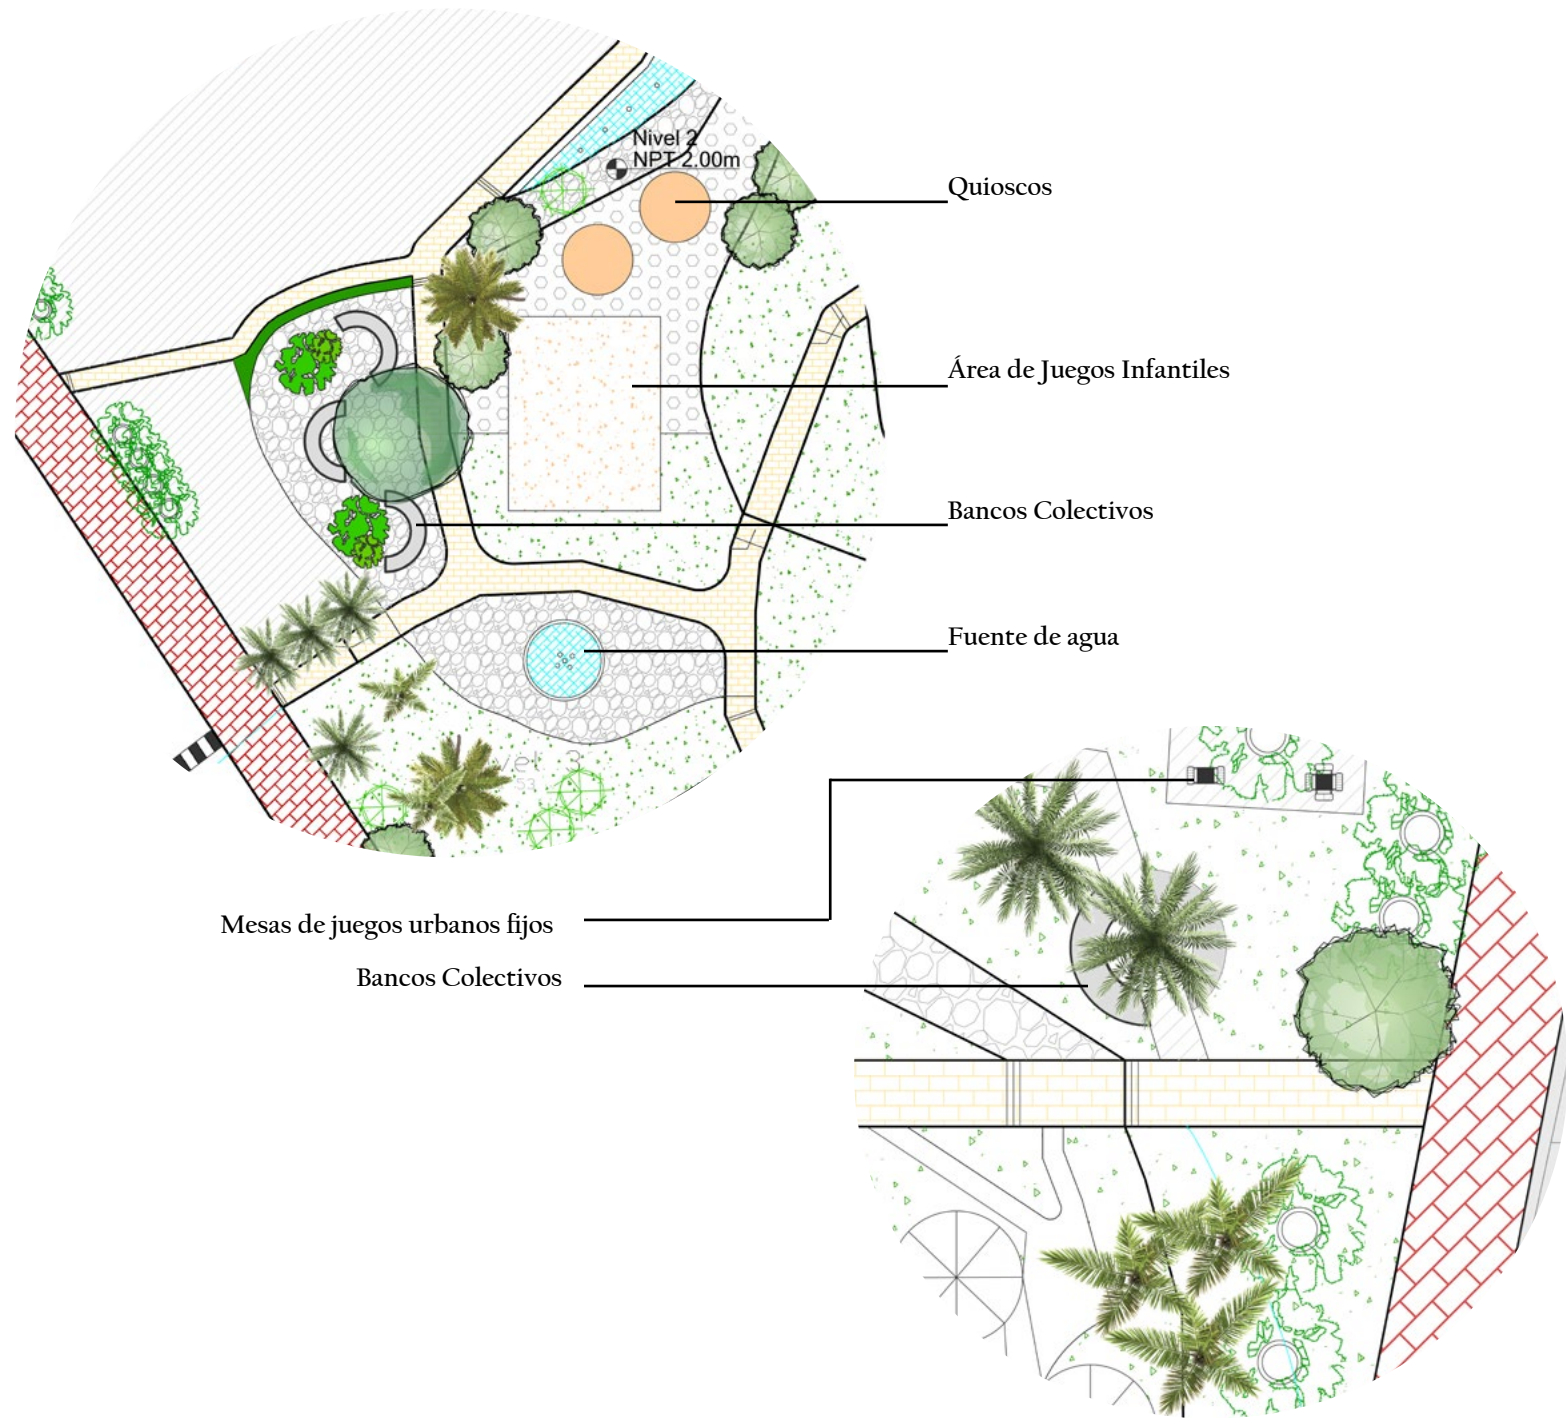 Nivel 2
NPT 2.00m
Quioscos
Área de Juegos Infantiles
Bancos Colectivos
Fuente de agua
Mesas de juegos urbanos fijos
Bancos Colectivos